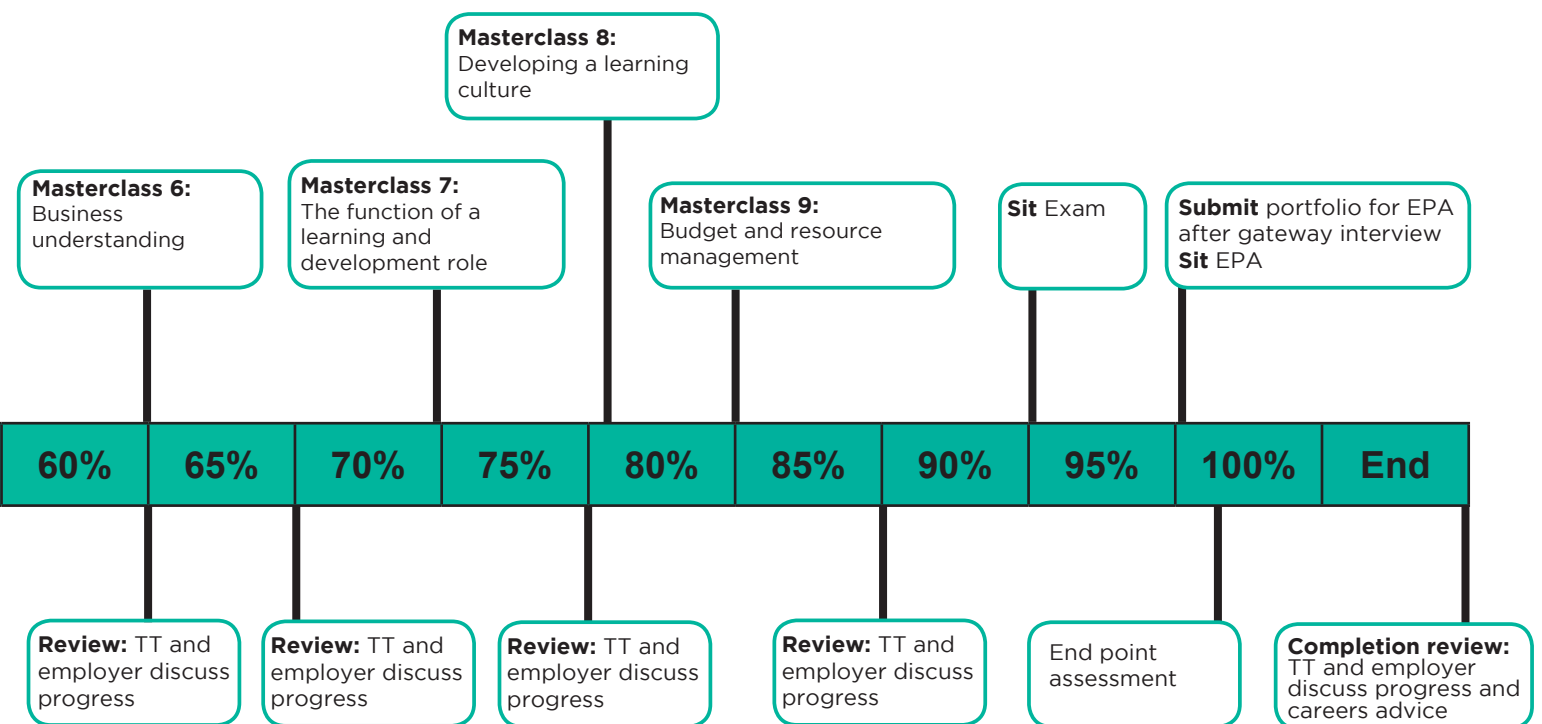 Masterclass 8:
Developing a learning
culture
Masterclass 6:
Business
understanding
Masterclass 7:
The function of a
learning and
development role
Masterclass 9:
Budget and resource
management
Sit Exam
Submit portfolio for EPA
after gateway interview
Sit EPA
60% 65% 70% 75% 80% 85% 90% 95% 100% End
Review: TT and
employer discuss
progress
Review: TT and
employer discuss
progress
Review: TT and
employer discuss
progress
Review: TT and
employer discuss
progress
End point
assessment
Completion review:
TT and employer
discuss progress and
careers advice